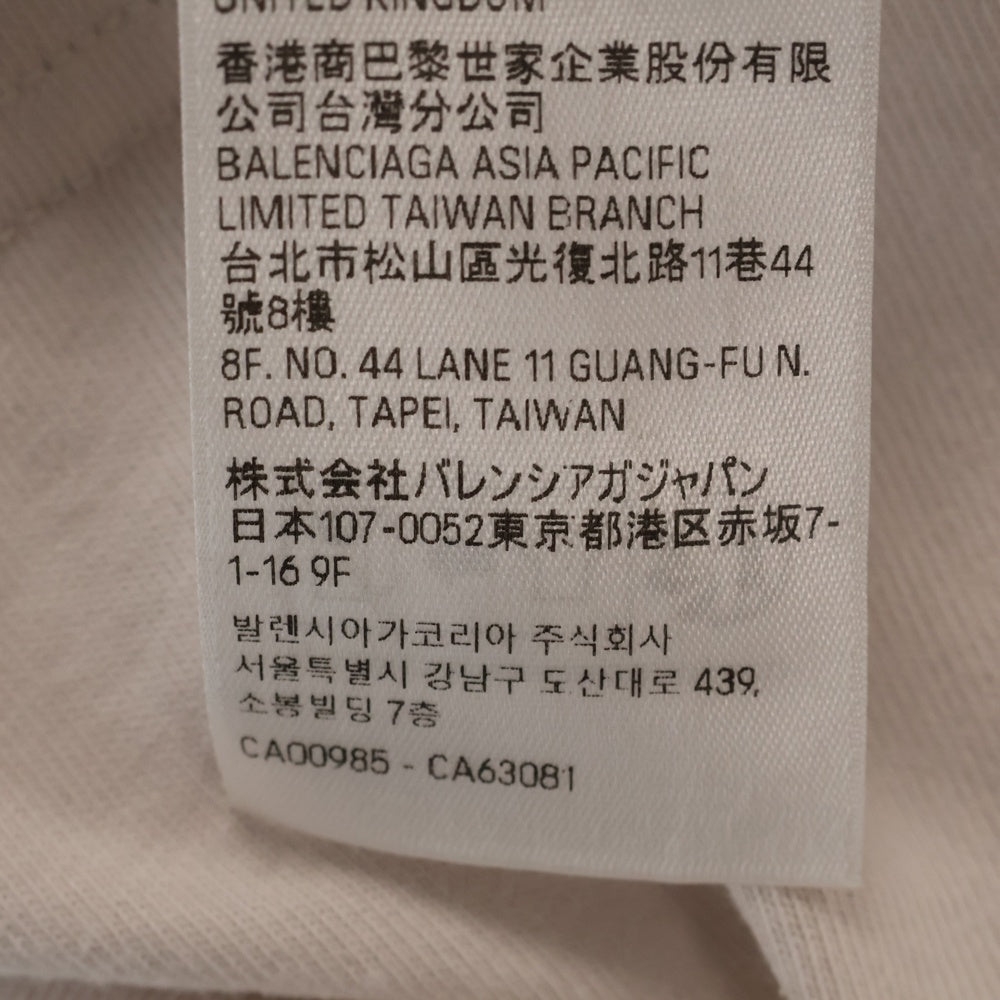 UNITED KINGDOM
香港商巴黎世家企業股份有限
公司台灣分公司
BALENCIAGA ASIA PACIFIC
LIMITED TAIWAN BRANCH
台北市松山區光復北路11巷44
號8樓
8F. NO. 44 LANE 11 GUANG-FU N.
ROAD, TAPEI, TAIWAN
株式会社バレンシアガジャパン
日本107-0052東京都港区赤坂7-
1-16 9F
발렌시아가코리아 주식회사
서울특별시 강남구 도산대로 439,
소봉빌딩 7층
CA00985 - CA63081